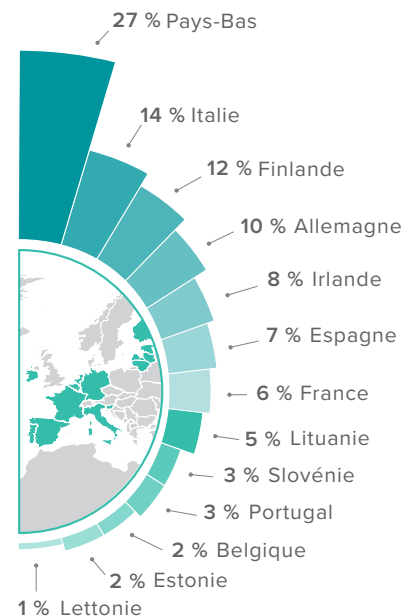 27 % Pays-Bas
14 % Italie
12 % Finlande
10 % Allemagne
8 % Irlande
7 % Espagne
6 % France
5 % Lituanie
3 % Slovénie
3 % Portugal
2 % Belgique
2 % Estonie
1 % Lettonie